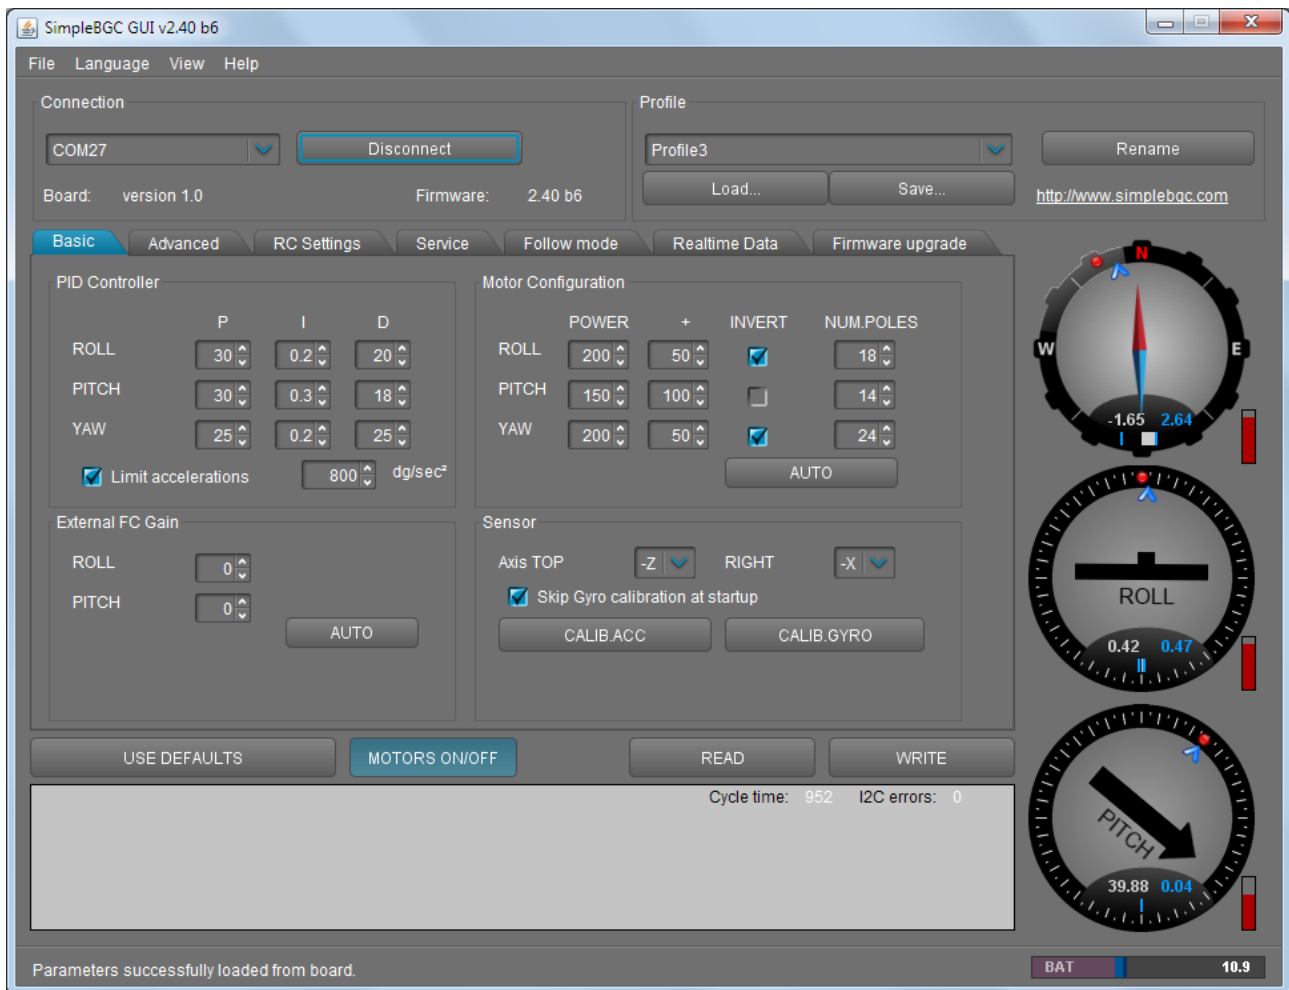 SimpleBGC GUI v2.40 b6
File Language View Help
Connection
COM27 Disconnect
Board: version 1.0 Firmware: 2.40 b6
Profile
Profile3 Rename
Load... Save... http://www.simplebgc.com
Basic Advanced RC Settings Service Follow mode Realtime Data Firmware upgrade
PID Controller
P I D
ROLL 30 0.2 20
PITCH 30 0.3 18
YAW 25 0.2 25
Limit accelerations 800 dg/sec²
Motor Configuration
POWER + INVERT NUM.POLES
ROLL 200 50 18
PITCH 150 100 14
YAW 200 50 24
AUTO
External FC Gain
ROLL 0
PITCH 0
AUTO
Sensor
Axis TOP -Z RIGHT -X
Skip Gyro calibration at startup
CALIB.ACC CALIB.GYRO
N
W E
-1.65 2.64
ROLL
0.42 0.47
PITCH
39.88 0.04
USE DEFAULTS MOTORS ON/OFF READ WRITE
Cycle time: 952 I2C errors: 0
Parameters successfully loaded from board.
BAT 10.9